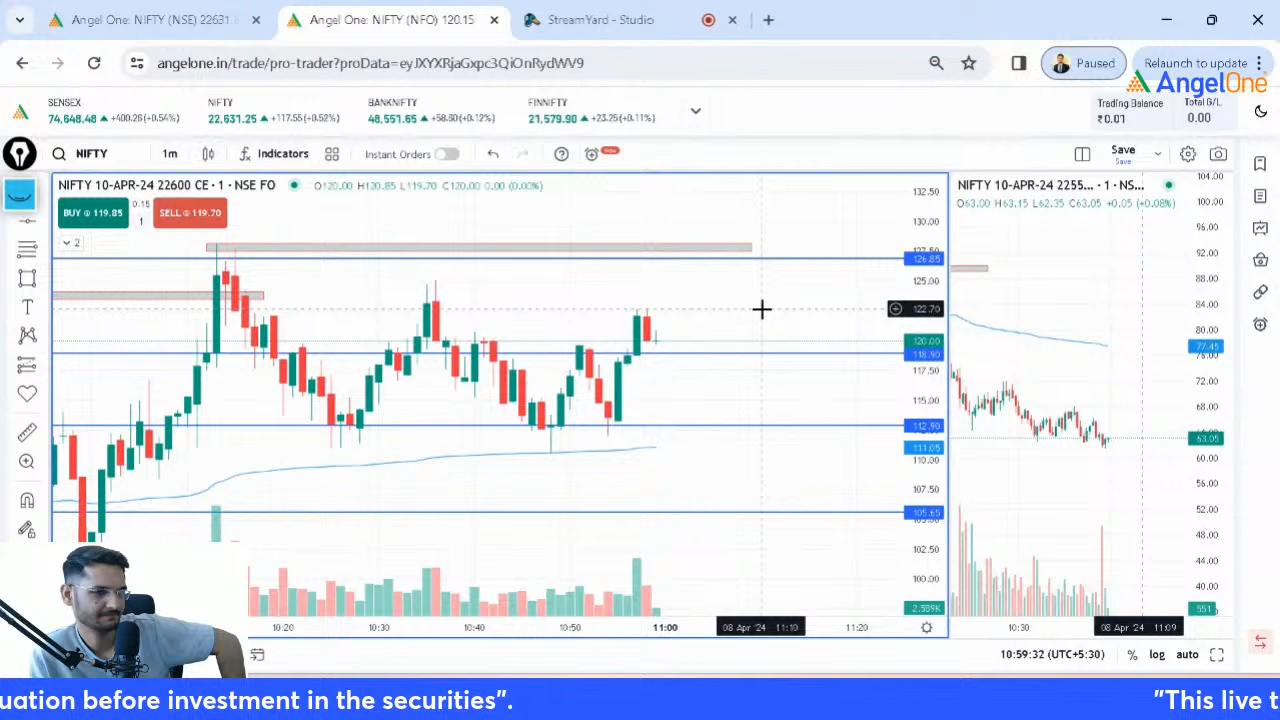 Angel One: NIFTY (NSE) 22631.
Angel One: NIFTY (NFO) 120.15
StreamYard - Studio
angelone.in/trade/pro-trader?proData=eyJXYXRjaGxpc3QiOnRydWV9
Paused
Relaunch to update
AngelOne
SENSEX
74,648.48 ▲ +400.26 (+0.54%)
NIFTY
22,631.25 ▲ +117.55 (+0.52%)
BANKNIFTY
48,551.65 ▲ +58.60 (+0.12%)
FINNIFTY
21,579.90 ▲ +23.25 (+0.11%)
Trading Balance
₹0.01
Total G/L
0.00
NIFTY
1m
Indicators
Instant Orders
New
Save
Save
NIFTY 10-APR-24 22600 CE · 1 · NSE FO
O120.00 H120.85 L119.70 C120.00 0.00 (0.00%)
BUY @ 119.85
0.15
1
SELL @ 119.70
2
132.50
130.00
127.50
126.85
125.00
122.70
120.00
118.90
117.50
115.00
112.90
111.05
110.00
107.50
105.65
102.50
100.00
2.589K
10:20
10:30
10:40
10:50
11:00
08 Apr '24 11:10
11:20
NIFTY 10-APR-24 2255... · 1 · NS...
O63.00 H63.15 L62.35 C63.05 +0.05 (+0.08%)
104.00
100.00
96.00
92.00
88.00
84.00
80.00
77.45
76.00
72.00
68.00
63.05
60.00
56.00
52.00
48.00
44.00
40.00
551
10:30
08 Apr '24 11:09
10:59:32 (UTC+5:30)
%
log
auto
uation before investment in the securities".
"This live t